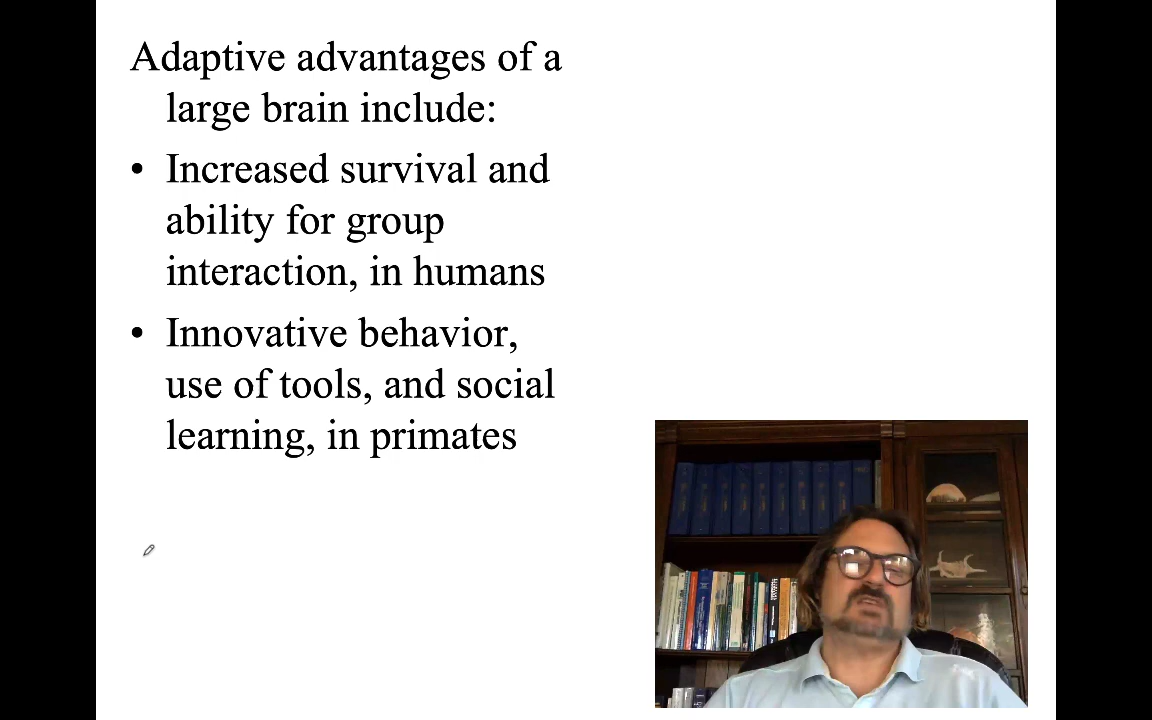 Adaptive advantages of a
large brain include:
• Increased survival and
ability for group
interaction, in humans
• Innovative behavior,
use of tools, and social
learning, in primates